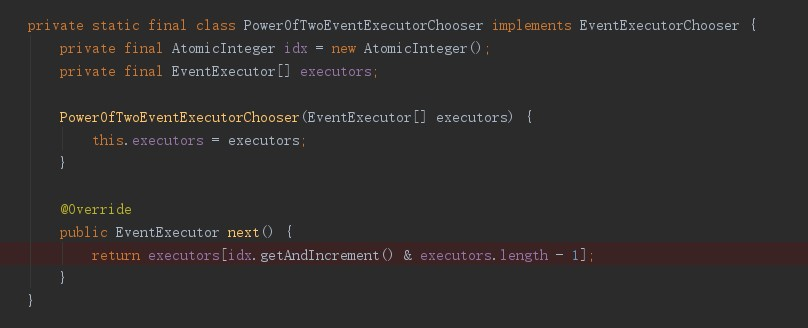 private static final class PowerOfTwoEventExecutorChooser implements EventExecutorChooser {
    private final AtomicInteger idx = new AtomicInteger();
    private final EventExecutor[] executors;

    PowerOfTwoEventExecutorChooser(EventExecutor[] executors) {
        this.executors = executors;
    }

    @Override
    public EventExecutor next() {
        return executors[idx.getAndIncrement() & executors.length - 1];
    }
}